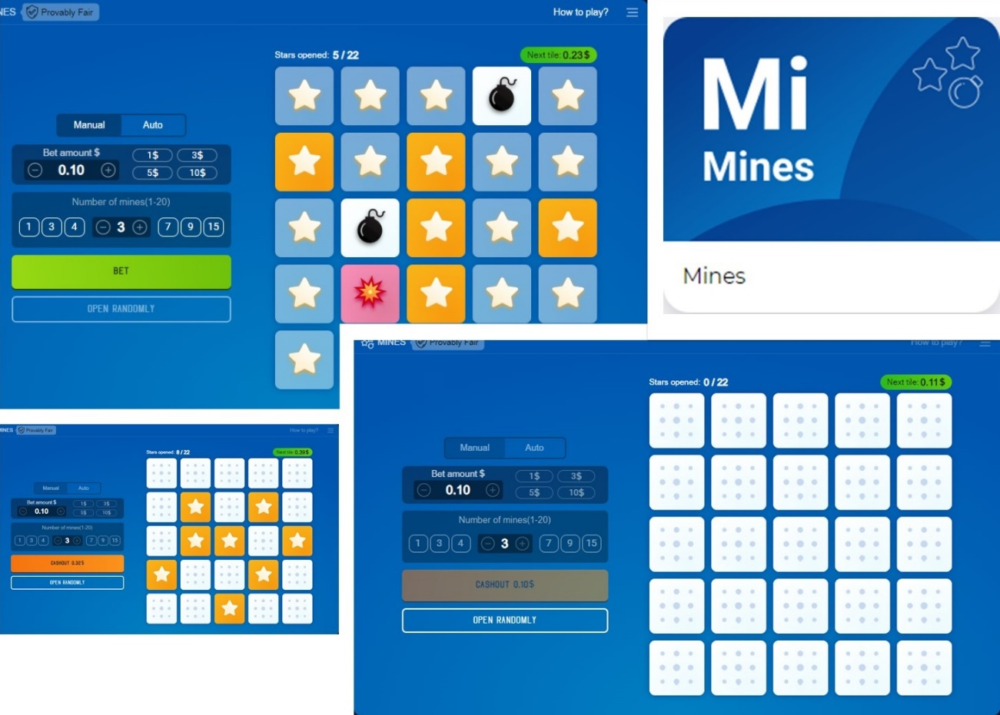 NES Provably Fair
How to play?
Stars opened: 5 / 22
Next tile: 0.23$
Manual Auto
Bet amount $
0.10
1$ 3$
5$ 10$
Number of mines(1-20)
1 3 4 3 7 9 15
BET
OPEN RANDOMLY
Mi
Mines
Mines
MINES Provably Fair
How to play?
Stars opened: 8 / 22
Next tile: 0.39$
Manual Auto
Bet amount $
0.10
1$ 3$
5$ 10$
Number of mines(1-20)
1 3 4 3 7 9 15
CASHOUT 0.32$
OPEN RANDOMLY
MINES Provably Fair
How to play?
Stars opened: 0 / 22
Next tile: 0.11$
Manual Auto
Bet amount $
0.10
1$ 3$
5$ 10$
Number of mines(1-20)
1 3 4 3 7 9 15
CASHOUT 0.10$
OPEN RANDOMLY